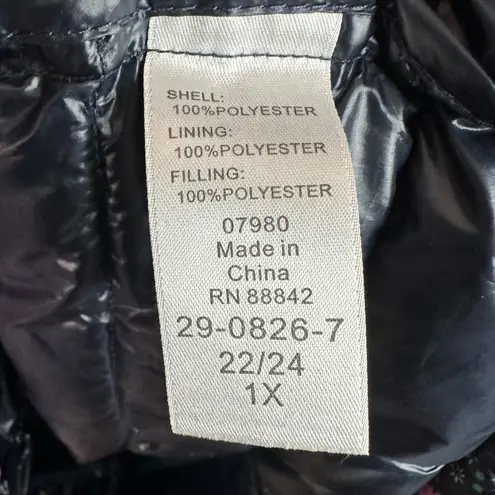 SHELL:
100%POLYESTER
LINING:
100%POLYESTER
FILLING:
100%POLYESTER
07980
Made in
China
RN 88842
29-0826-7
22/24
1X